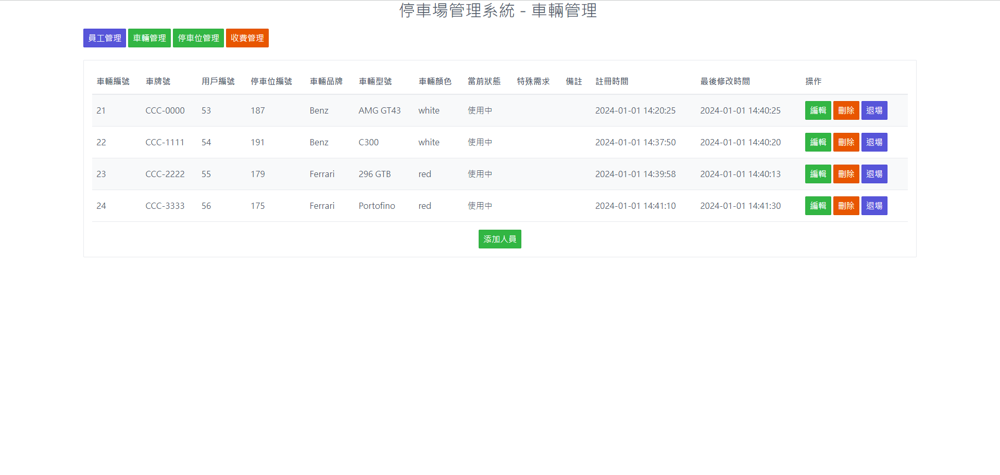 停車場管理系統 - 車輛管理
員工管理 車輛管理 停車位管理 收費管理
車輛編號 車牌號 用戶編號 停車位編號 車輛品牌 車輛型號 車輛顏色 當前狀態 特殊需求 備註 註冊時間 最後修改時間 操作
21 CCC-0000 53 187 Benz AMG GT43 white 使用中 2024-01-01 14:20:25 2024-01-01 14:40:25 編輯 刪除 退場
22 CCC-1111 54 191 Benz C300 white 使用中 2024-01-01 14:37:50 2024-01-01 14:40:20 編輯 刪除 退場
23 CCC-2222 55 179 Ferrari 296 GTB red 使用中 2024-01-01 14:39:58 2024-01-01 14:40:13 編輯 刪除 退場
24 CCC-3333 56 175 Ferrari Portofino red 使用中 2024-01-01 14:41:10 2024-01-01 14:41:30 編輯 刪除 退場
添加人員